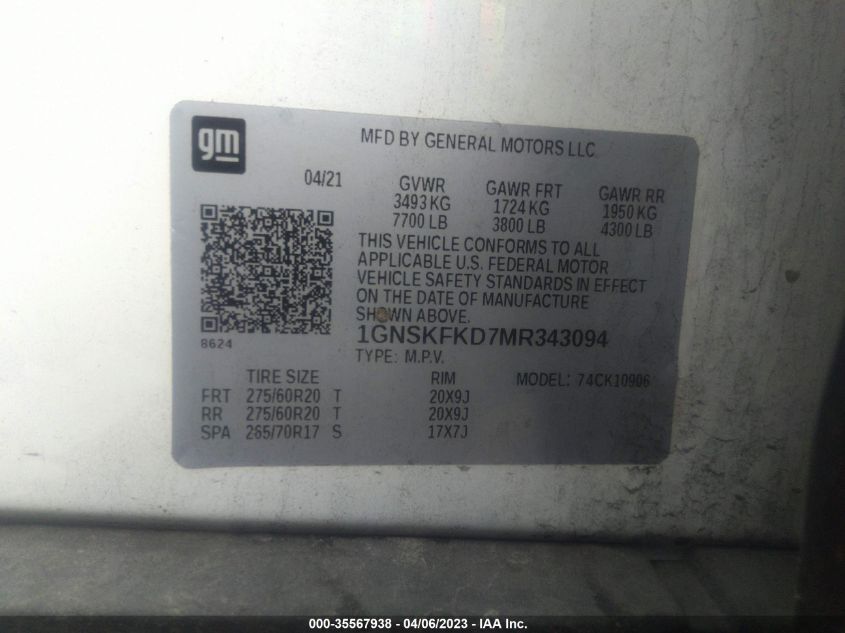 gm
MFD BY GENERAL MOTORS LLC
04/21
GVWR GAWR FRT GAWR RR
3493 KG 1724 KG 1950 KG
7700 LB 3800 LB 4300 LB
THIS VEHICLE CONFORMS TO ALL
APPLICABLE U.S. FEDERAL MOTOR
VEHICLE SAFETY STANDARDS IN EFFECT
ON THE DATE OF MANUFACTURE
SHOWN ABOVE.
8624
1GNSKFKD7MR343094
TYPE: M.P.V.
TIRE SIZE RIM MODEL: 74CK10906
FRT 275/60R20 T 20X9J
RR 275/60R20 T 20X9J
SPA 265/70R17 S 17X7J
000-35567938 - 04/06/2023 - IAA Inc.